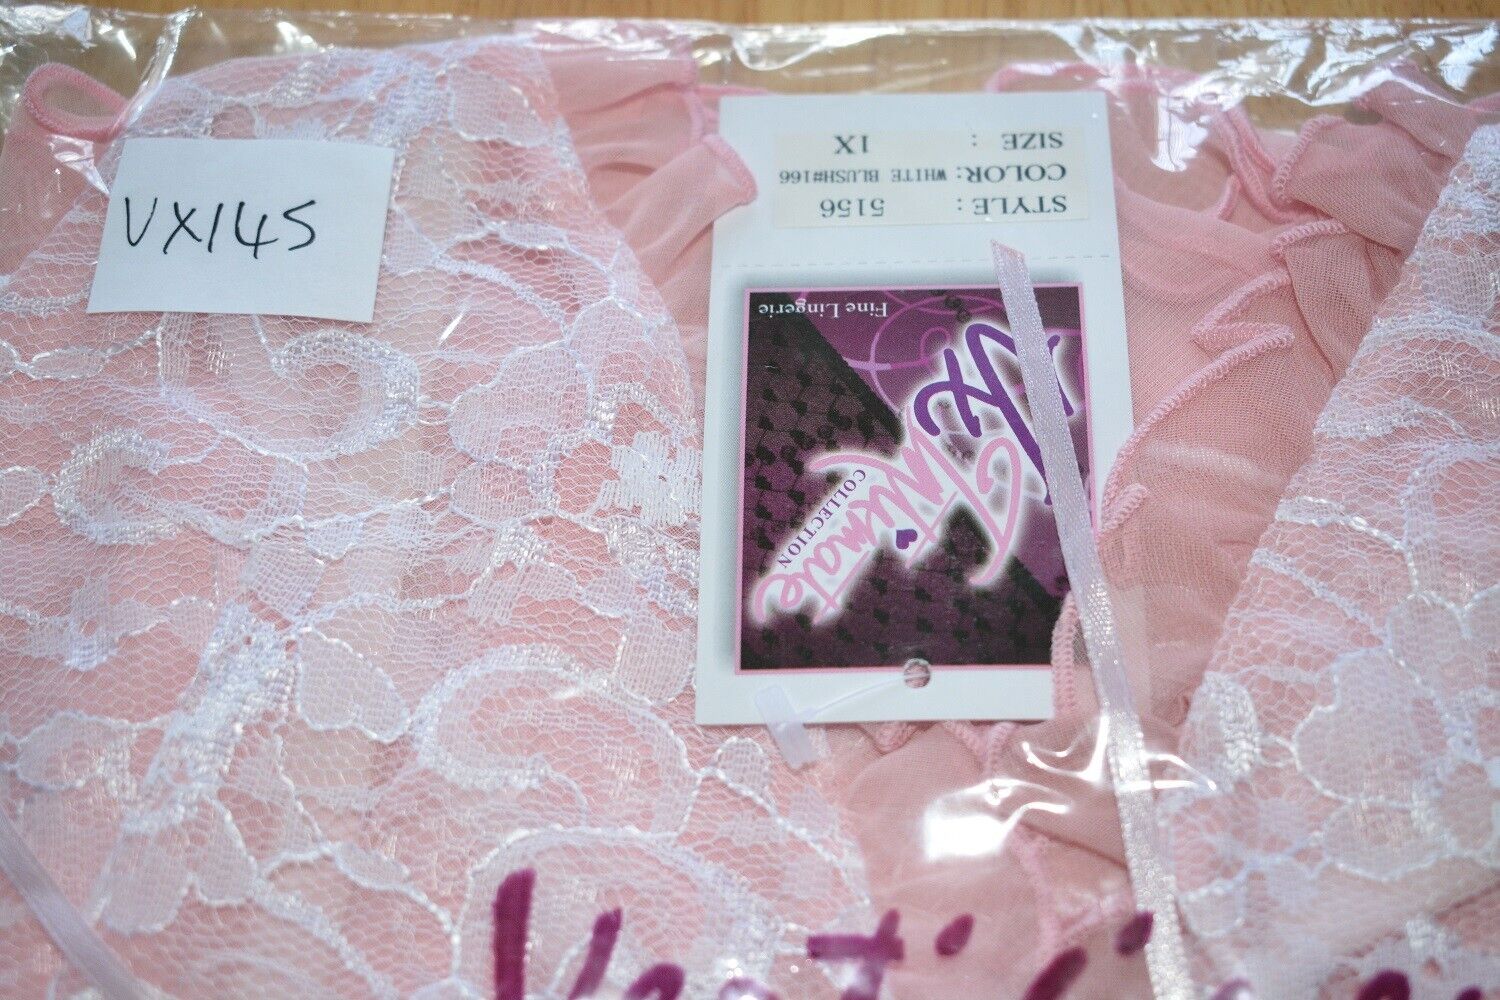 VX145
STYLE: 5156
COLOR: WHITE BLUSH#166
SIZE : 1X
Intimate
COLLECTION
Fine Lingerie